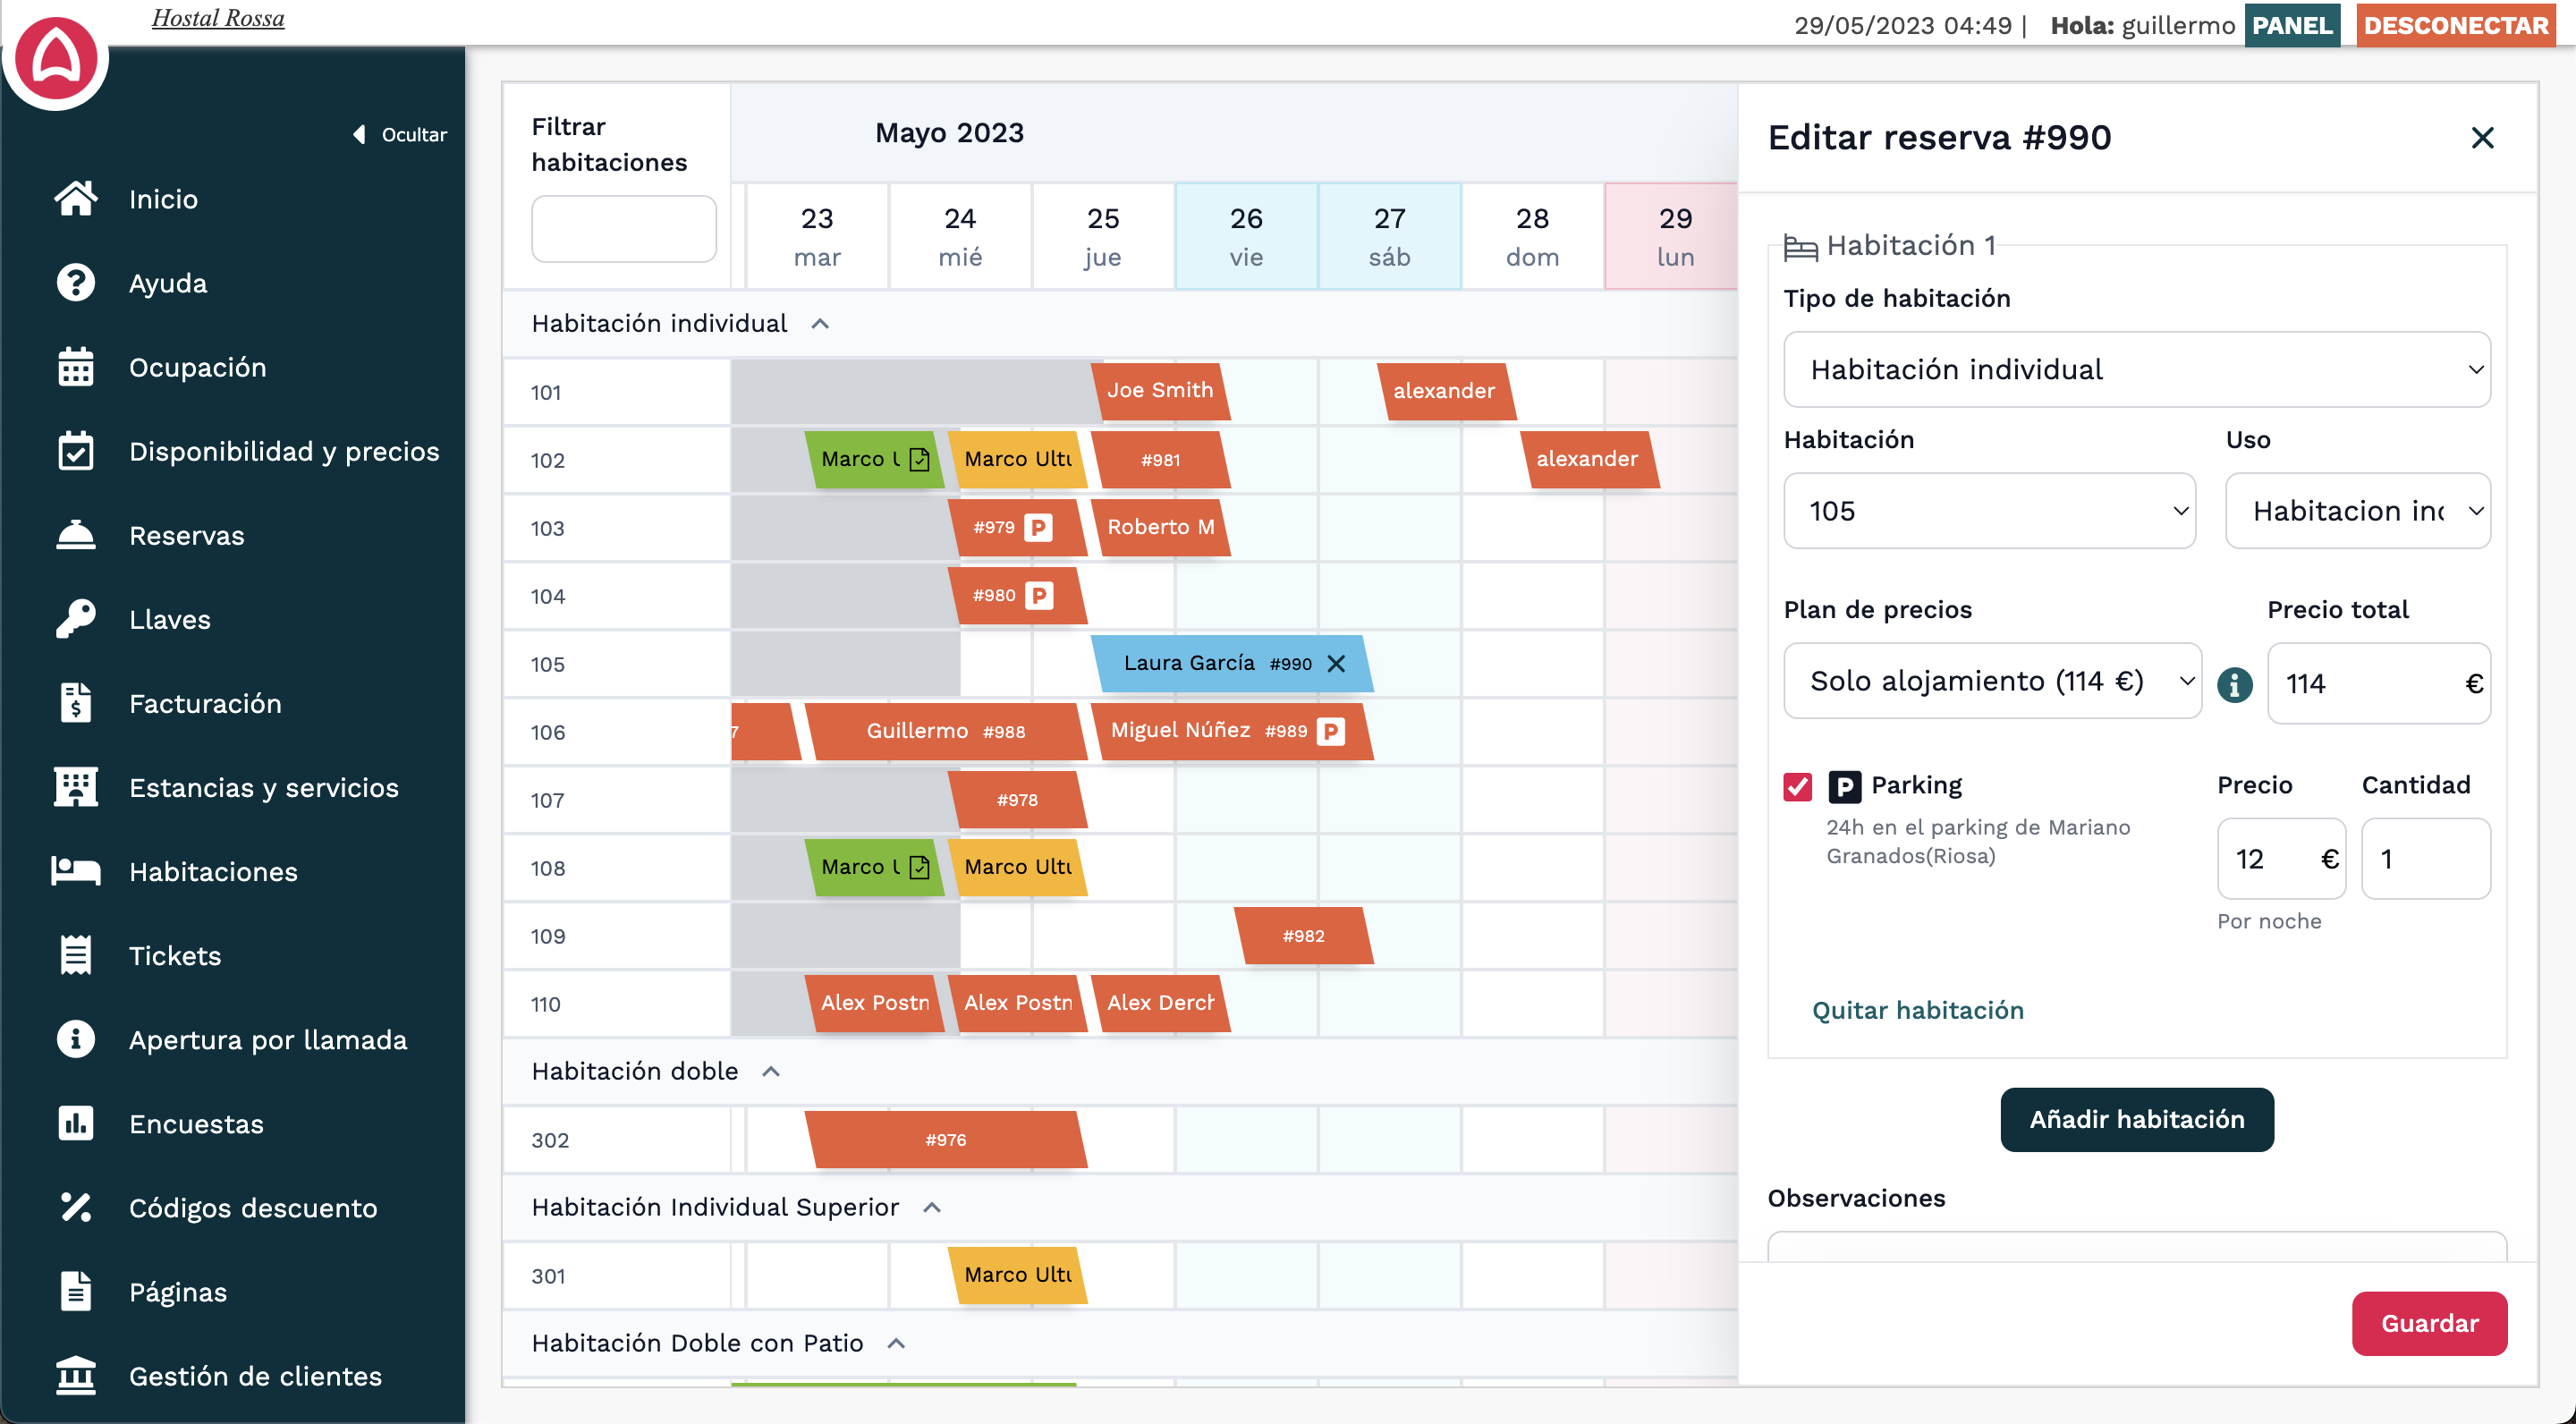 Hostal Rossa
29/05/2023 04:49 | Hola: guillermo PANEL DESCONECTAR
Ocultar
Inicio
Ayuda
Ocupación
Disponibilidad y precios
Reservas
Llaves
Facturación
Estancias y servicios
Habitaciones
Tickets
Apertura por llamada
Encuestas
Códigos descuento
Páginas
Gestión de clientes
Filtrar
habitaciones
Mayo 2023
23 24 25 26 27 28 29
mar mié jue vie sáb dom lun
Habitación individual
101 Joe Smith alexander
102 Marco U Marco Ultu #981 alexander
103 #979 P Roberto M
104 #980 P
105 Laura García #990
106 7 Guillermo #988 Miguel Núñez #989 P
107 #978
108 Marco U Marco Ultu
109 #982
110 Alex Postn Alex Postn Alex Derch
Habitación doble
302 #976
Habitación Individual Superior
301 Marco Ultu
Habitación Doble con Patio
Editar reserva #990
Habitación 1
Tipo de habitación
Habitación individual
Habitación Uso
105 Habitacion inc
Plan de precios Precio total
Solo alojamiento (114 €) 114 €
P Parking Precio Cantidad
24h en el parking de Mariano
Granados(Riosa)
12 € 1
Por noche
Quitar habitación
Añadir habitación
Observaciones
Guardar